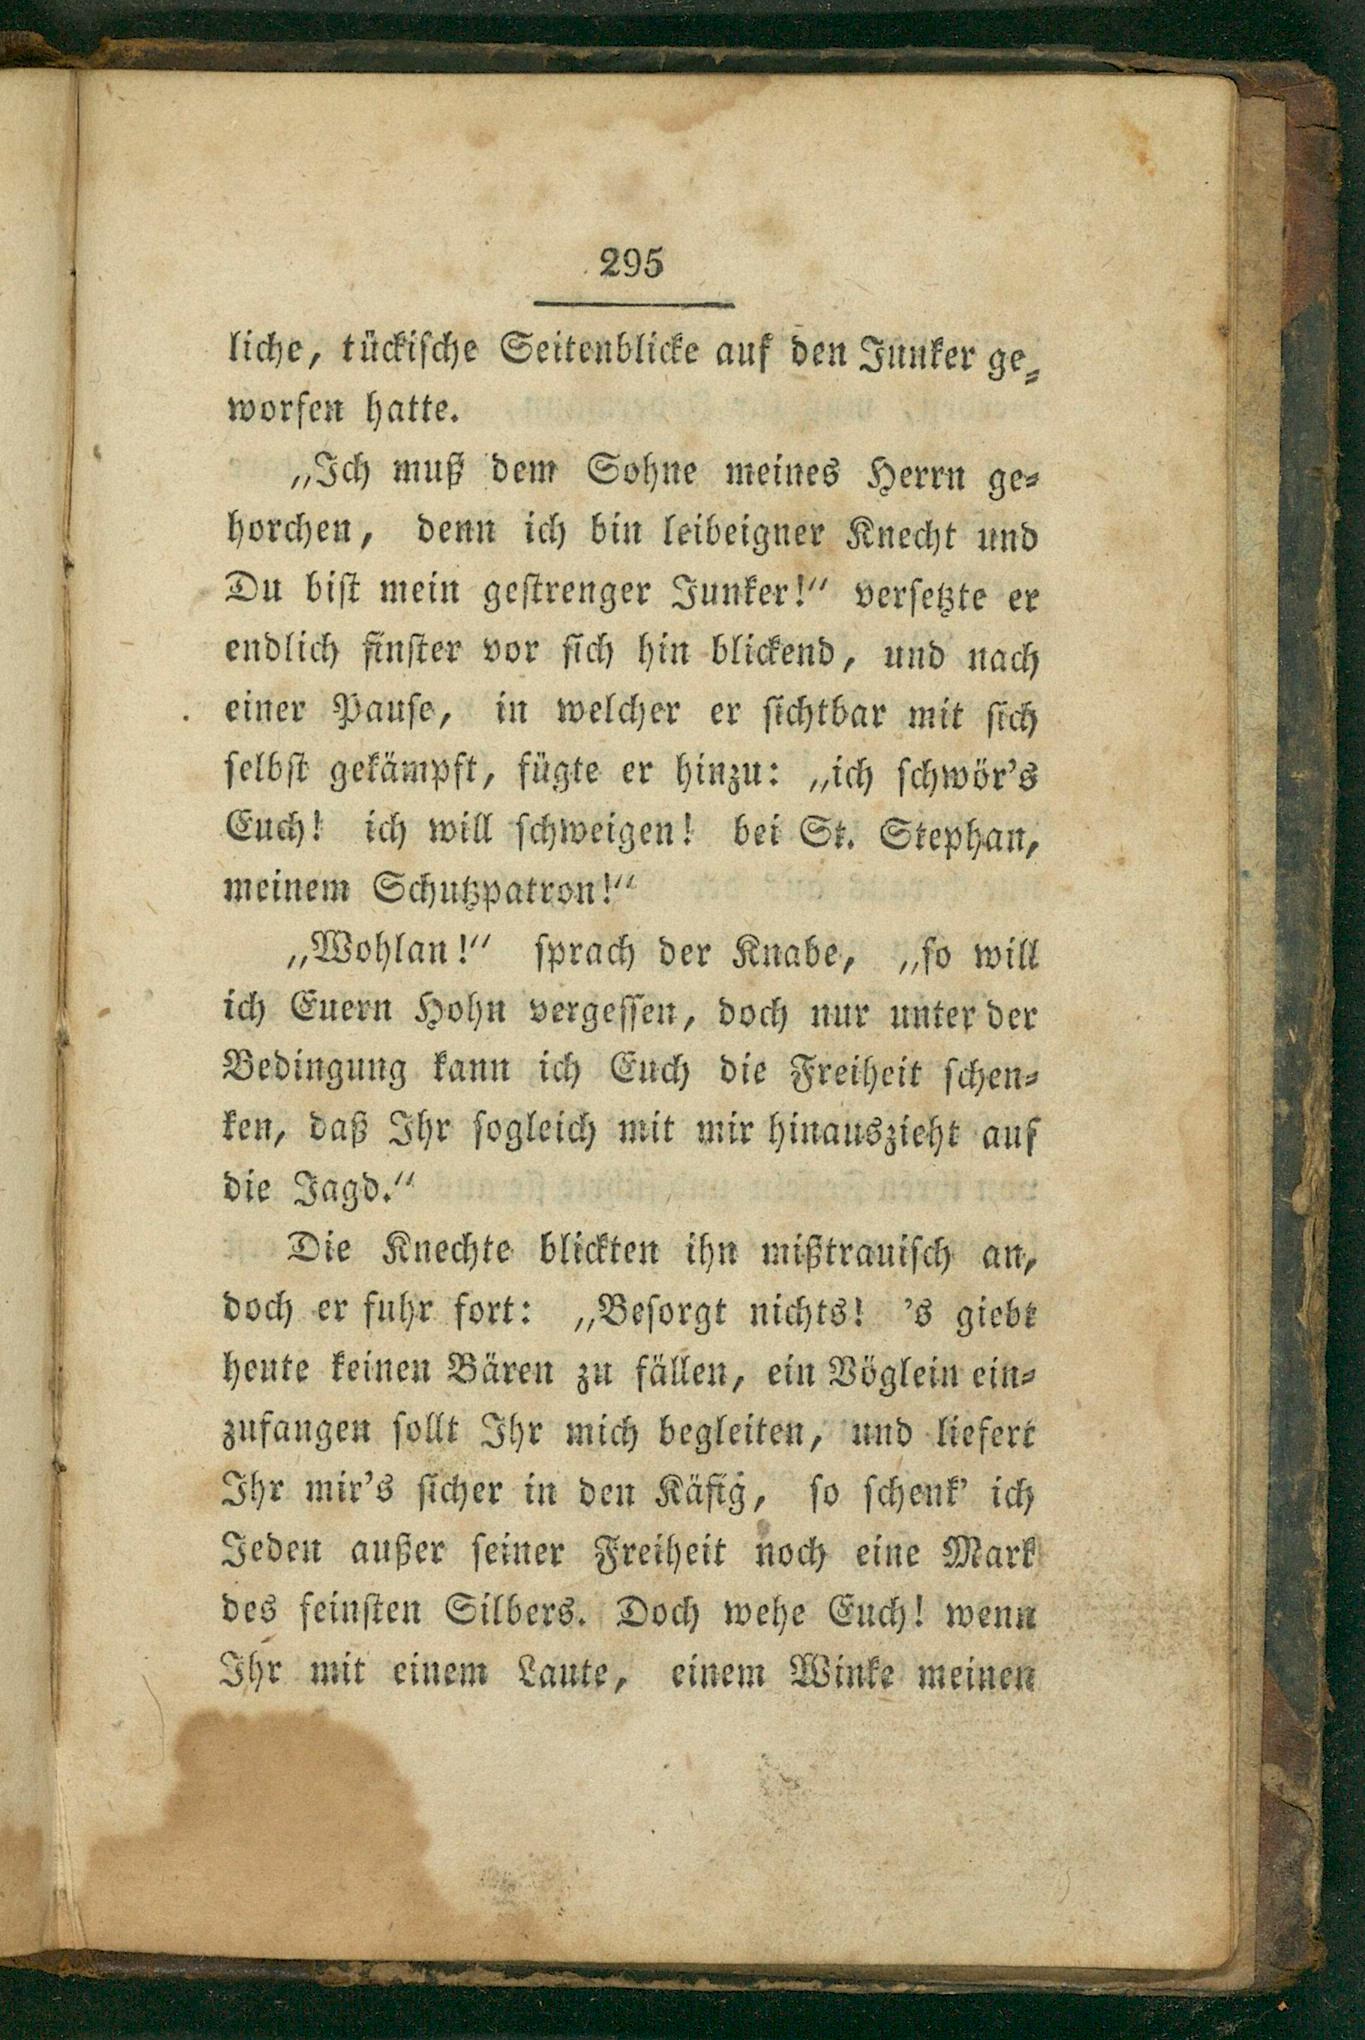 295
liche, tückische Seitenblicke auf den Junker ge-
worfen hatte.
„Ich muß dem Sohne meines Herrn ge-
horchen, denn ich bin leibeigner Knecht und
Du bist mein gestrenger Junker!“ versetzte er
endlich finster vor sich hin blickend, und nach
einer Pause, in welcher er sichtbar mit sich
selbst gekämpft, fügte er hinzu: „ich schwör’s
Euch! ich will schweigen! bei St. Stephan,
meinem Schutzpatron!“
„Wohlan!“ sprach der Knabe, „so will
ich Euern Hohn vergessen, doch nur unter der
Bedingung kann ich Euch die Freiheit schen-
ken, daß Ihr sogleich mit mir hinauszieht auf
die Jagd.“
Die Knechte blickten ihn mißtrauisch an,
doch er fuhr fort: „Besorgt nichts! ’s giebt
heute keinen Bären zu fällen, ein Vöglein ein-
zufangen sollt Ihr mich begleiten, und liefert
Ihr mir’s sicher in den Käfig, so schenk’ ich
Jeden außer seiner Freiheit noch eine Mark
des feinsten Silbers. Doch wehe Euch! wenn
Ihr mit einem Laute, einem Winke meinen